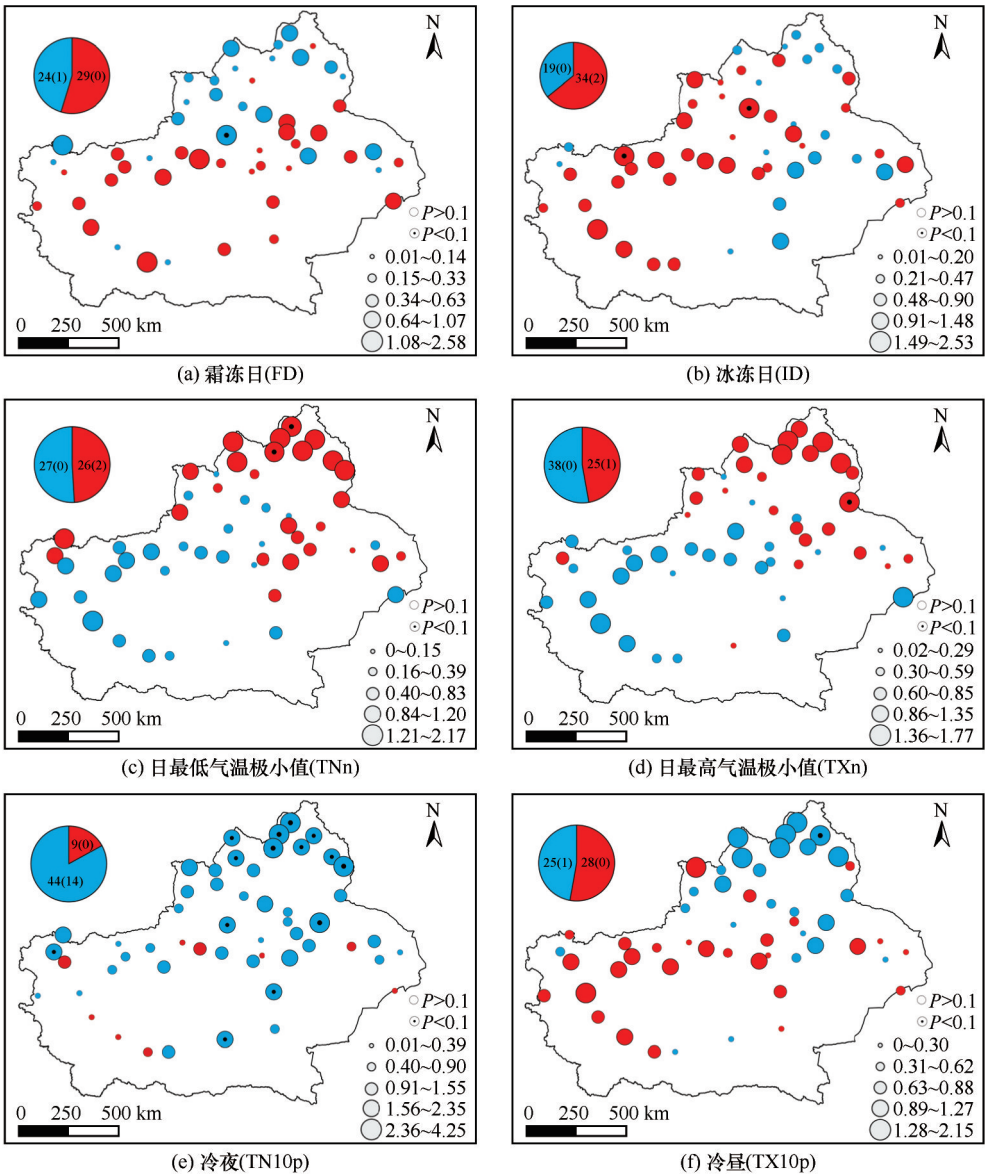 N
24(1)
29(0)
P>0.1
P<0.1
0.01~0.14
0.15~0.33
0.34~0.63
0.64~1.07
1.08~2.58
0 250 500 km
(a) 霜冻日(FD)
N
19(0)
34(2)
P>0.1
P<0.1
0.01~0.20
0.21~0.47
0.48~0.90
0.91~1.48
1.49~2.53
0 250 500 km
(b) 冰冻日(ID)
N
27(0)
26(2)
P>0.1
P<0.1
0~0.15
0.16~0.39
0.40~0.83
0.84~1.20
1.21~2.17
0 250 500 km
(c) 日最低气温极小值(TNn)
N
38(0)
25(1)
P>0.1
P<0.1
0.02~0.29
0.30~0.59
0.60~0.85
0.86~1.35
1.36~1.77
0 250 500 km
(d) 日最高气温极小值(TXn)
N
9(0)
44(14)
P>0.1
P<0.1
0.01~0.39
0.40~0.90
0.91~1.55
1.56~2.35
2.36~4.25
0 250 500 km
(e) 冷夜(TN10p)
N
25(1)
28(0)
P>0.1
P<0.1
0~0.30
0.31~0.62
0.63~0.88
0.89~1.27
1.28~2.15
0 250 500 km
(f) 冷昼(TX10p)